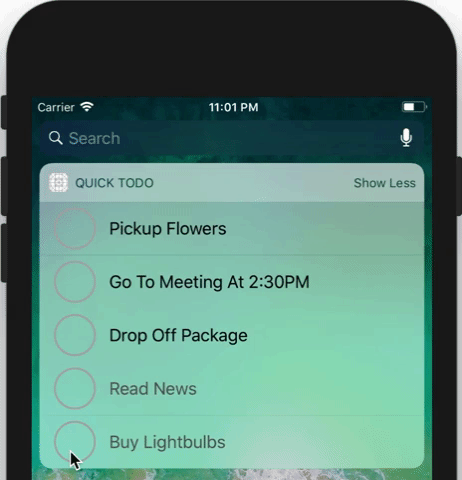 Carrier 11:01 PM
Search
QUICK TODO Show Less
Pickup Flowers
Go To Meeting At 2:30PM
Drop Off Package
Read News
Buy Lightbulbs